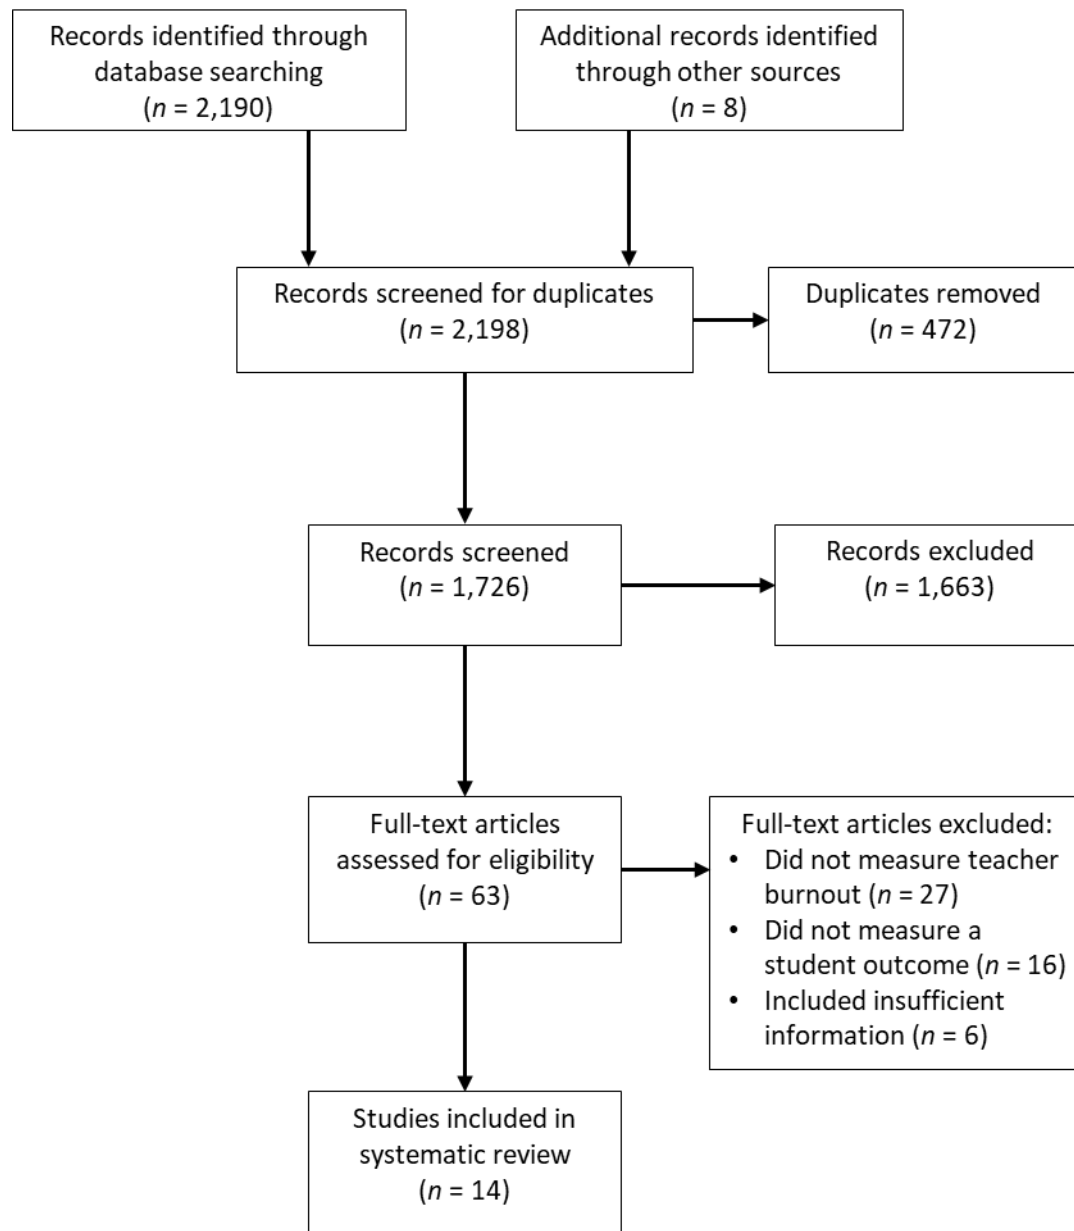 Records identified through
database searching
(n = 2,190)
Additional records identified
through other sources
(n = 8)
Records screened for duplicates
(n = 2,198)
Duplicates removed
(n = 472)
Records screened
(n = 1,726)
Records excluded
(n = 1,663)
Full-text articles
assessed for eligibility
(n = 63)
Full-text articles excluded:
• Did not measure teacher
burnout (n = 27)
• Did not measure a
student outcome (n = 16)
• Included insufficient
information (n = 6)
Studies included in
systematic review
(n = 14)